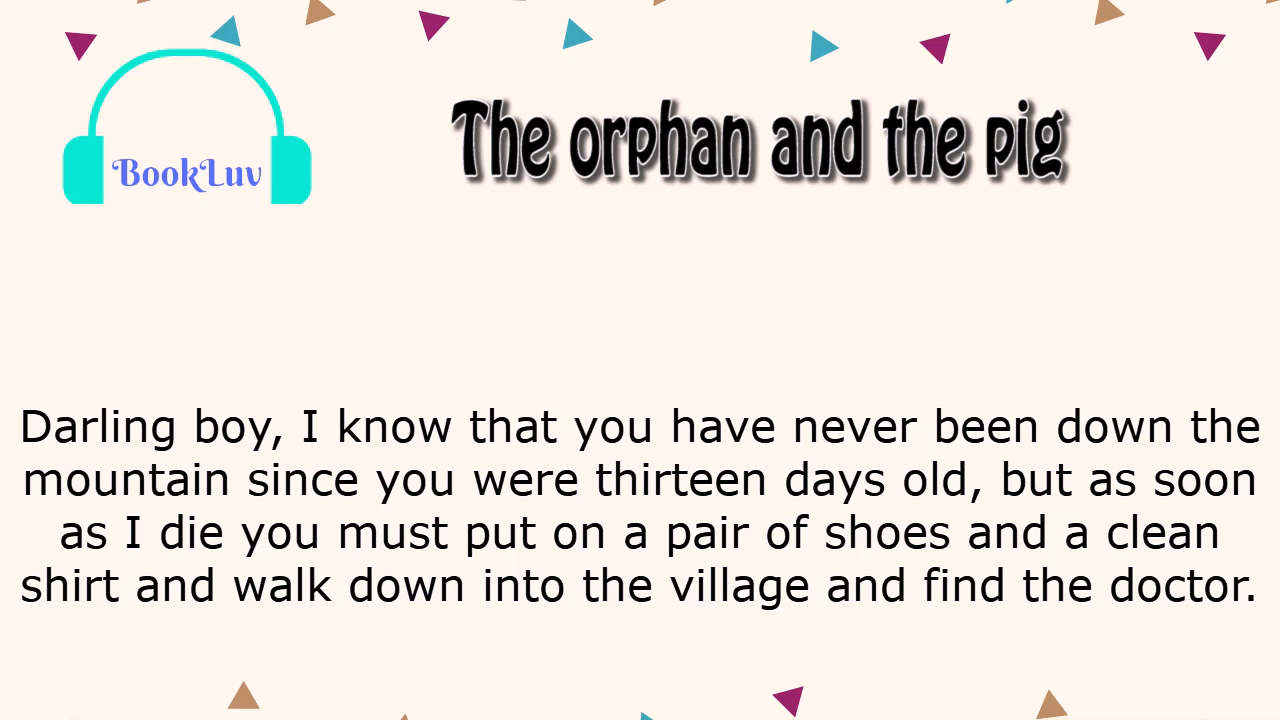 The orphan and the pig
BookLuv
Darling boy, I know that you have never been down the
mountain since you were thirteen days old, but as soon
as I die you must put on a pair of shoes and a clean
shirt and walk down into the village and find the doctor.